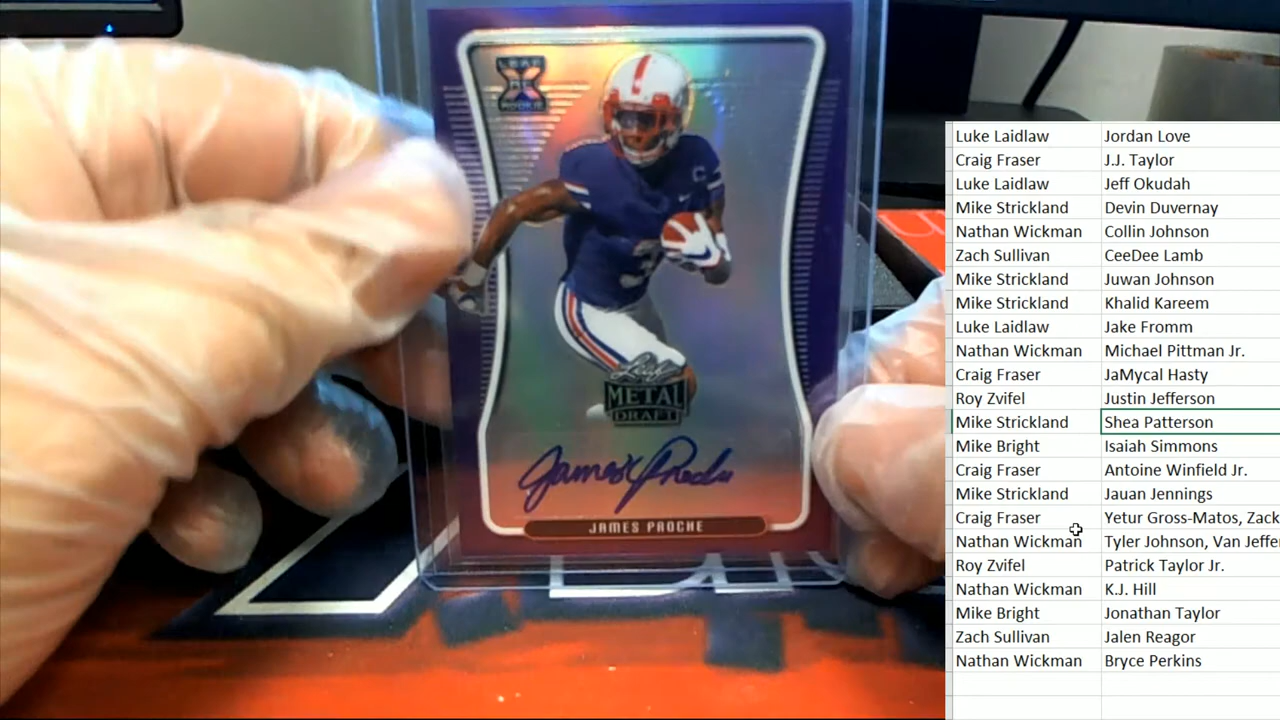 LEAF
ROOKIE
3
C
Leaf
METAL
DRAFT
James Proche
JAMES PROCHE
Luke Laidlaw Jordan Love
Craig Fraser J.J. Taylor
Luke Laidlaw Jeff Okudah
Mike Strickland Devin Duvernay
Nathan Wickman Collin Johnson
Zach Sullivan CeeDee Lamb
Mike Strickland Juwan Johnson
Mike Strickland Khalid Kareem
Luke Laidlaw Jake Fromm
Nathan Wickman Michael Pittman Jr.
Craig Fraser JaMycal Hasty
Roy Zvifel Justin Jefferson
Mike Strickland Shea Patterson
Mike Bright Isaiah Simmons
Craig Fraser Antoine Winfield Jr.
Mike Strickland Jauan Jennings
Craig Fraser Yetur Gross-Matos, Zack
Nathan Wickman Tyler Johnson, Van Jeffe
Roy Zvifel Patrick Taylor Jr.
Nathan Wickman K.J. Hill
Mike Bright Jonathan Taylor
Zach Sullivan Jalen Reagor
Nathan Wickman Bryce Perkins